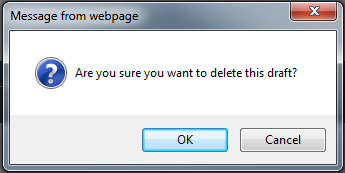 Message from webpage
Are you sure you want to delete this draft?
OK
Cancel